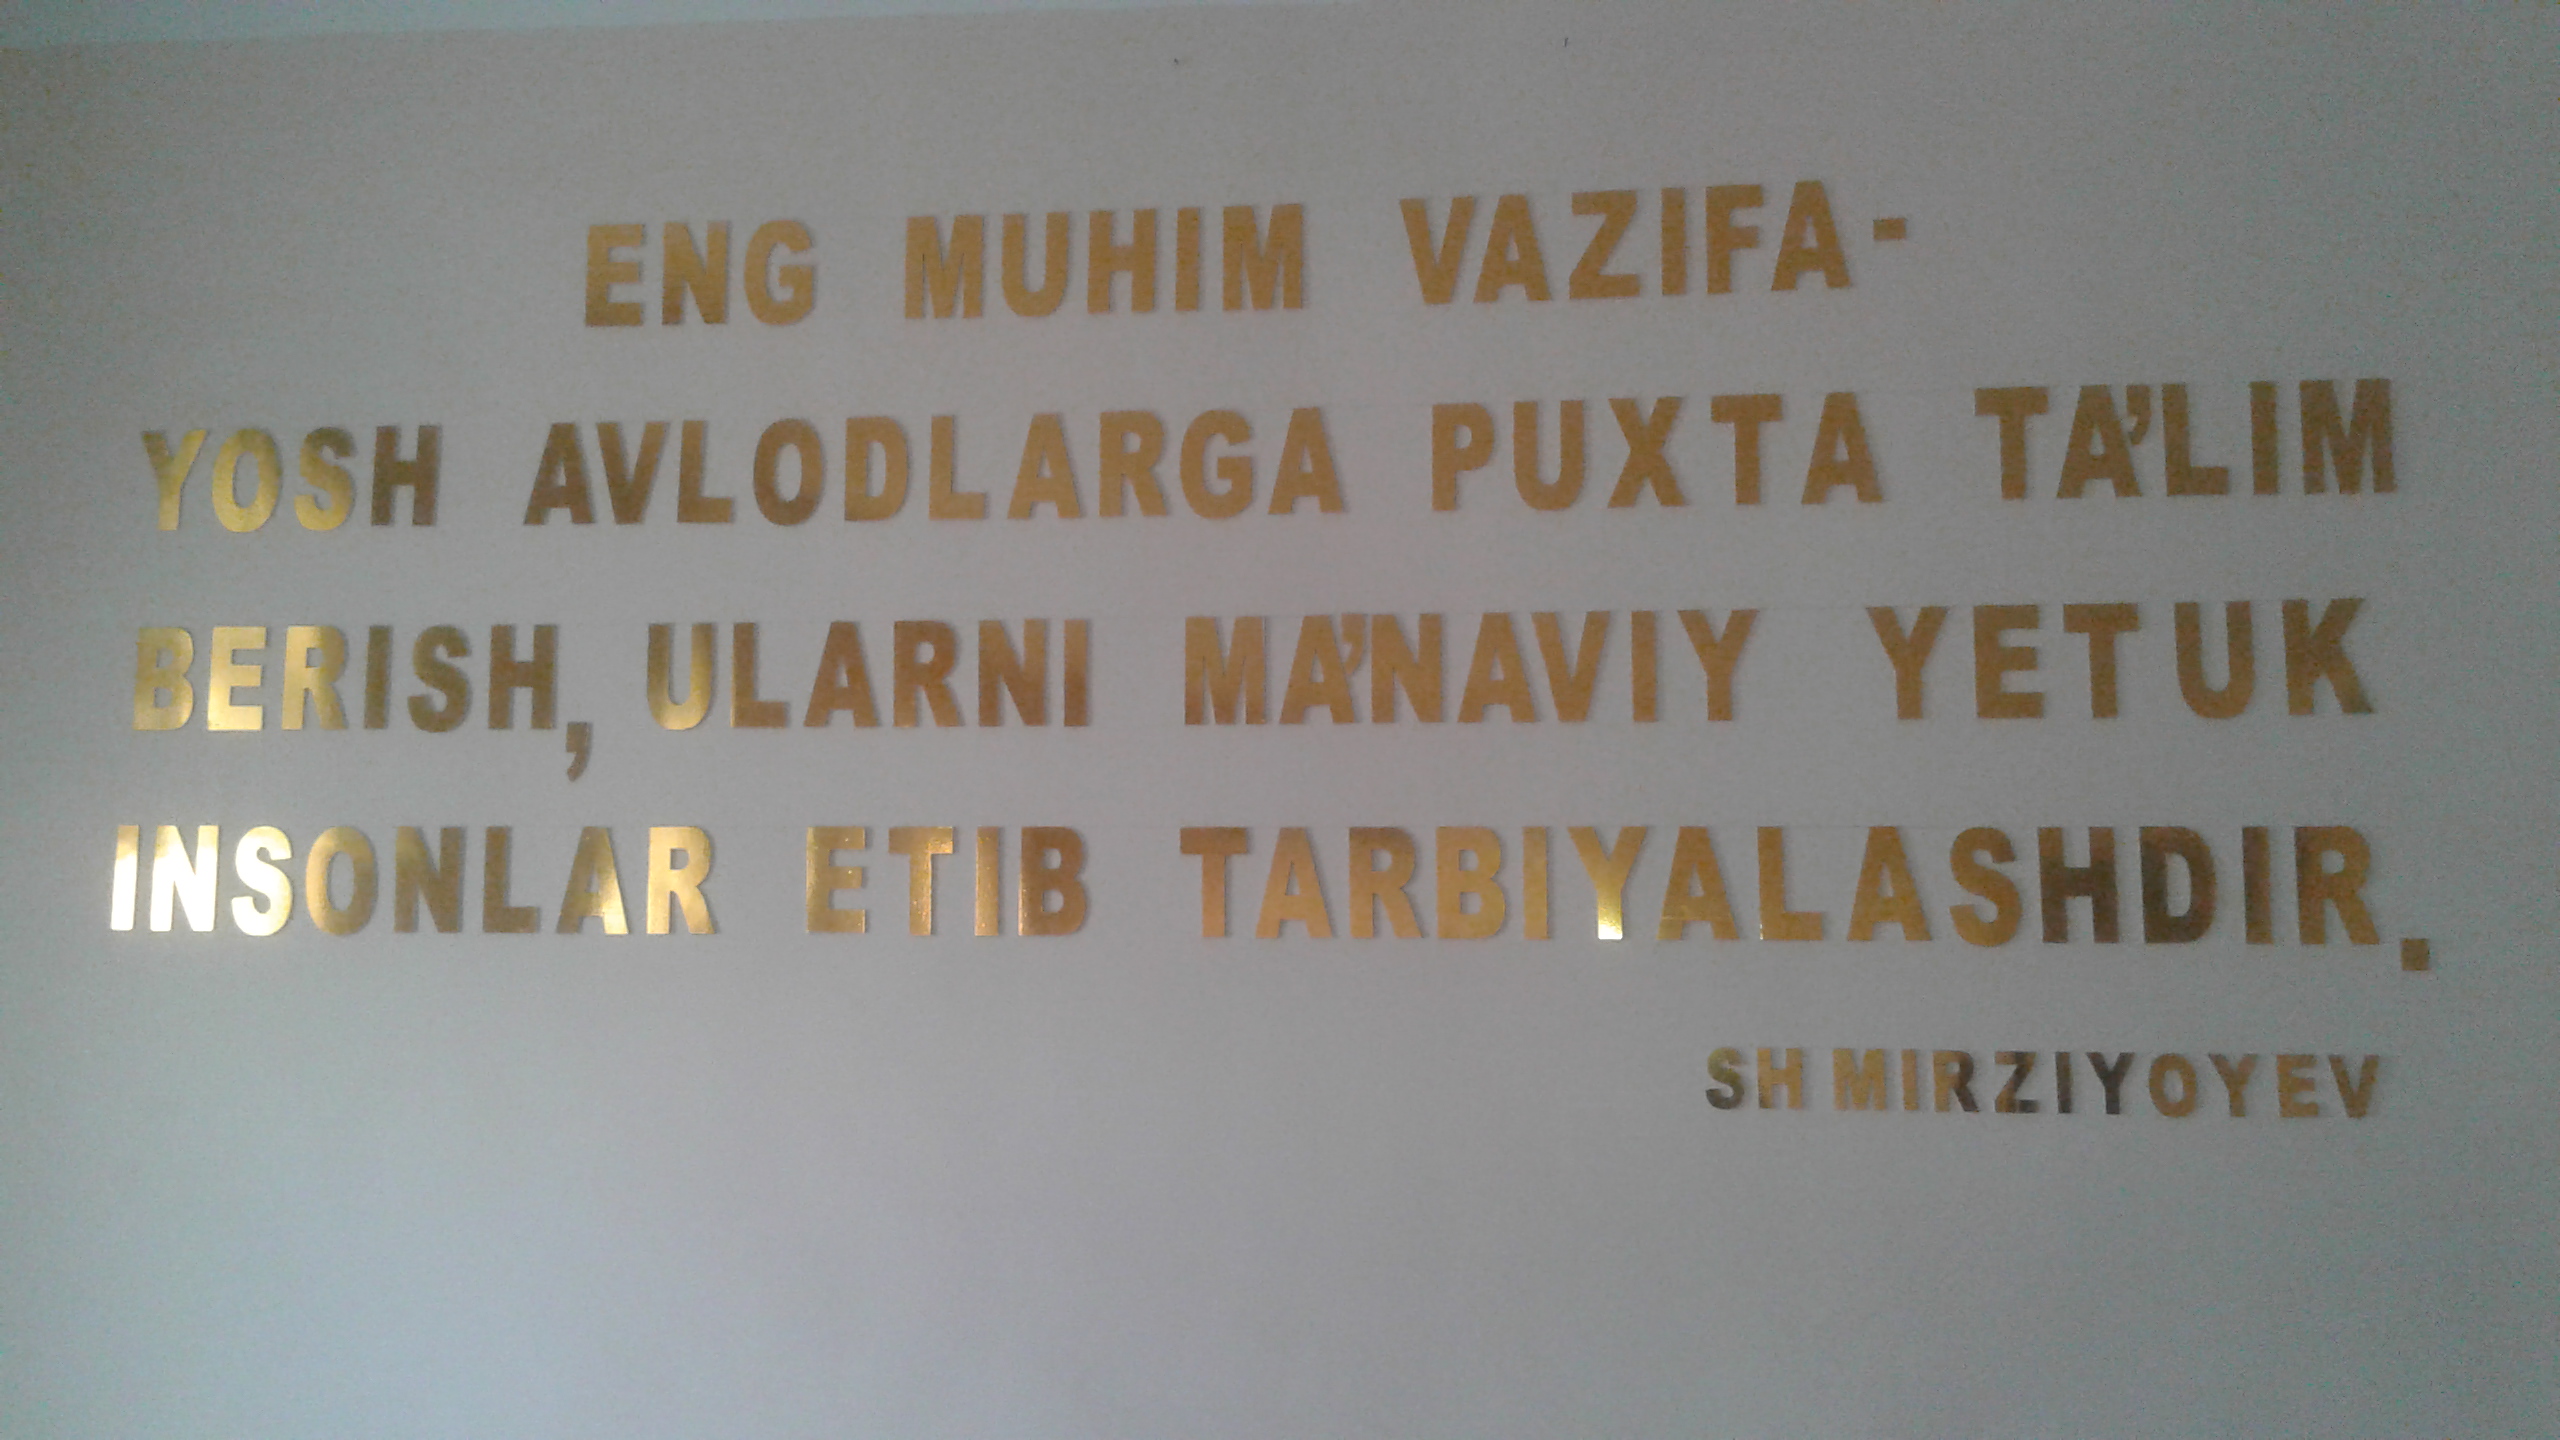 ENG MUHIM VAZIFA-
YOSH AVLODLARGA PUXTA TA'LIM
BERISH, ULARNI MA'NAVIY YETUK
INSONLAR ETIB TARBIYALASHDIR.
SH MIRZIYOYEV